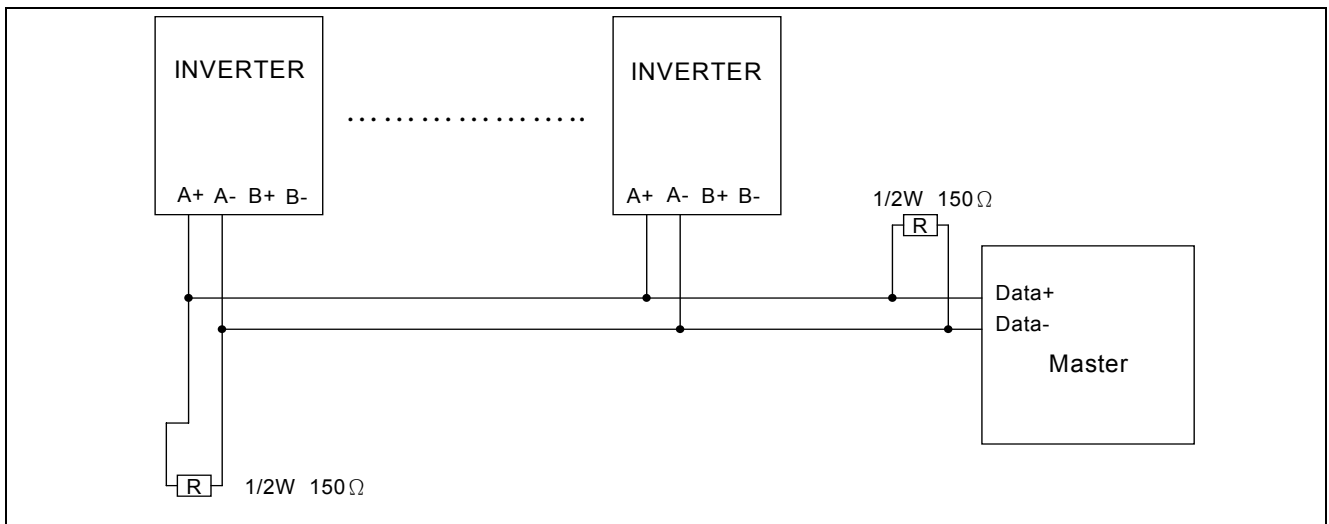 INVERTER
INVERTER
....................
A+ A- B+ B-
A+ A- B+ B-
1/2W 150Ω
R
Data+
Data-
Master
R 1/2W 150Ω